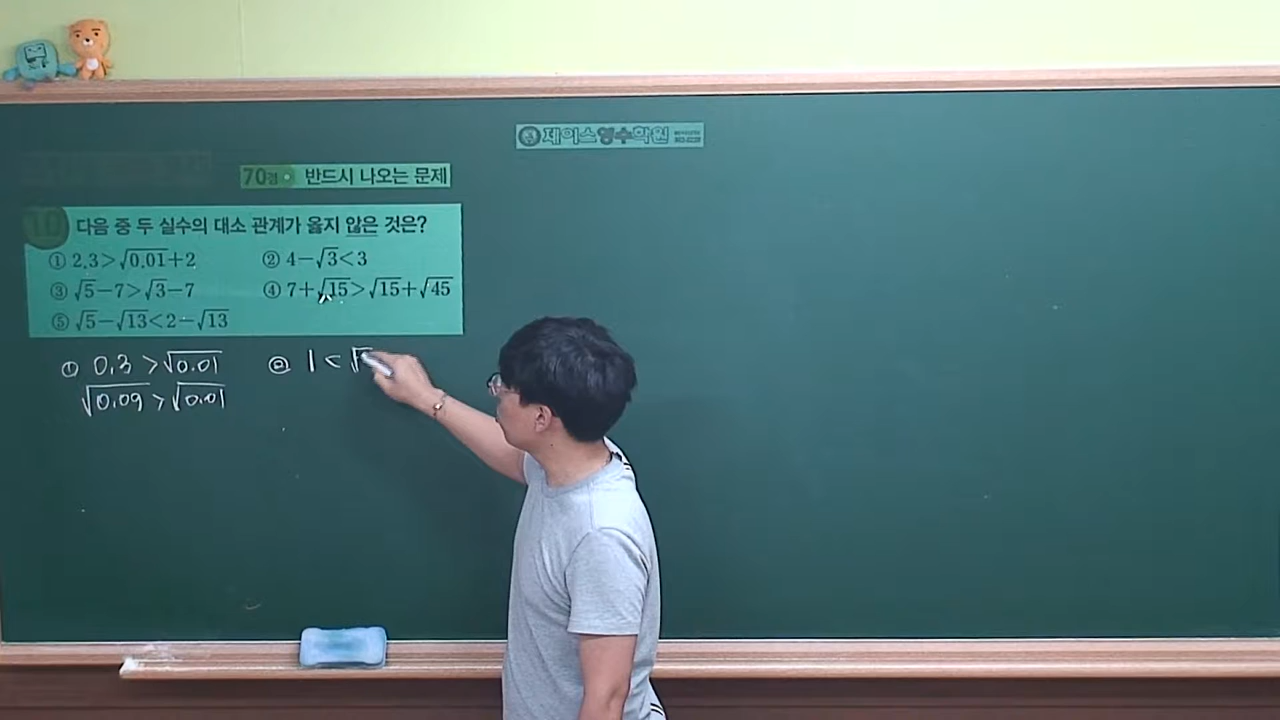 제이스영수학원
70점 반드시 나오는 문제
10 다음 중 두 실수의 대소 관계가 옳지 않은 것은?
① 2.3>√0.01+2 ② 4-√3<3
③ √5-7>√3-7 ④ 7+√15>√15+√45
⑤ √5-√13<2-√13
① 0.3 >√0.01 ② 1 < √
√0.09 >√0.01